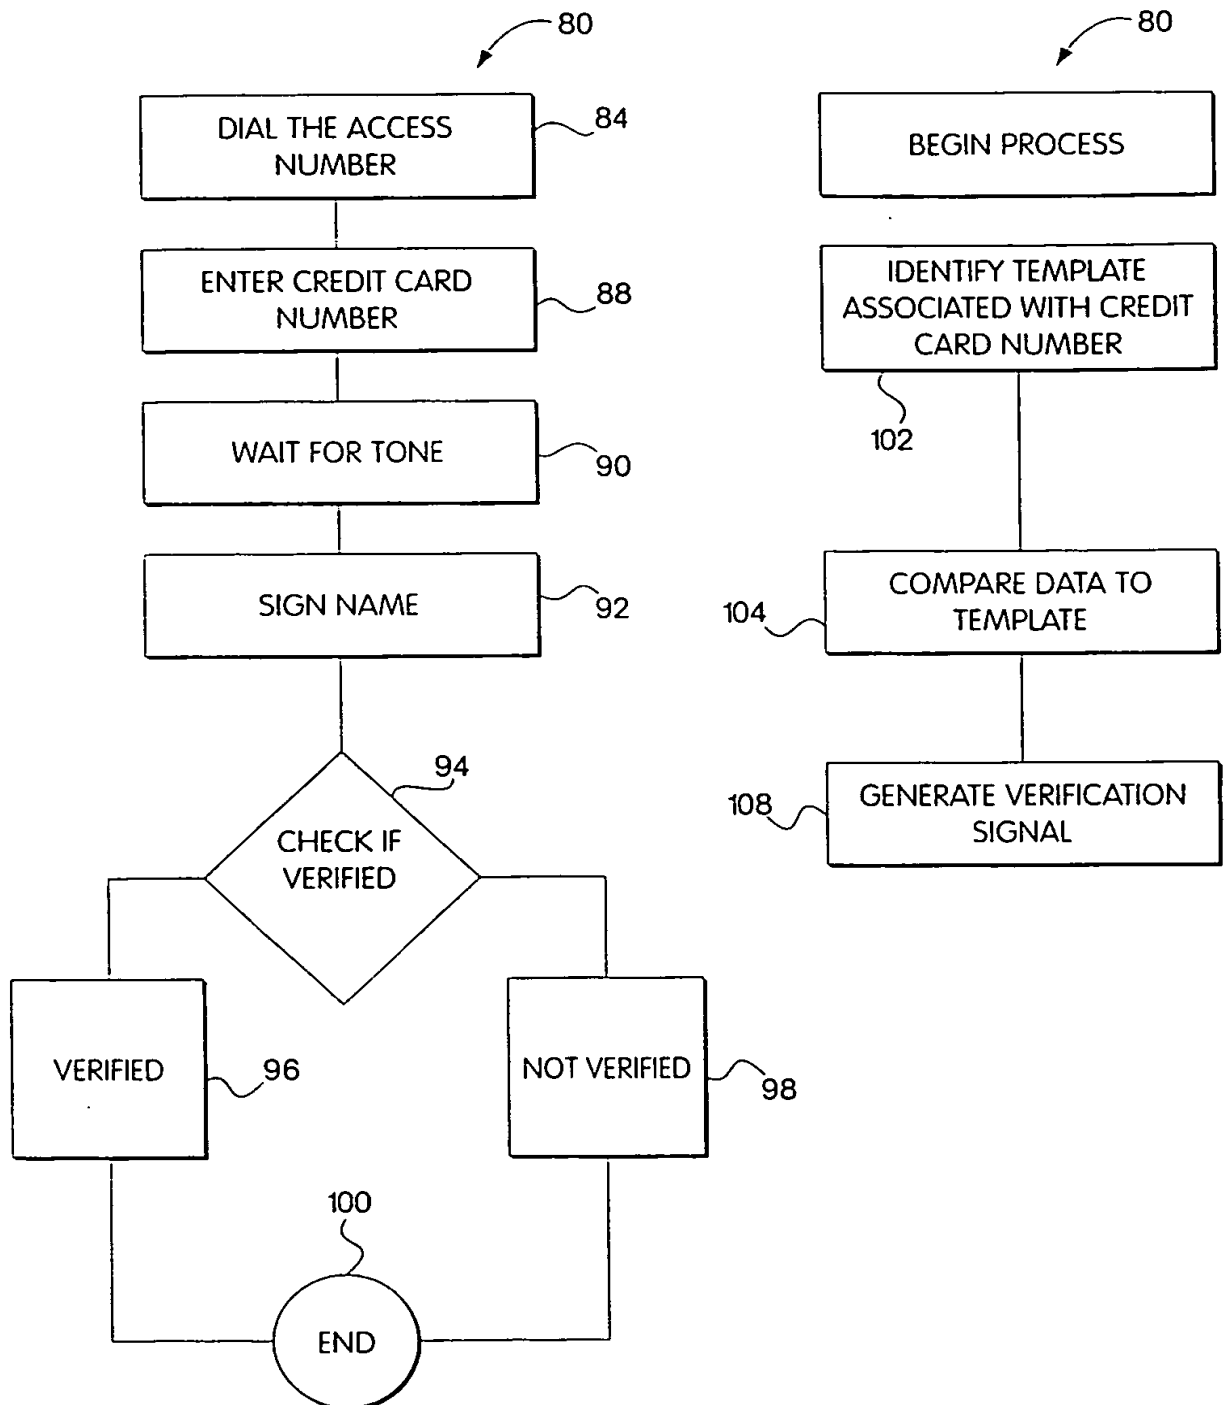 80
DIAL THE ACCESS
NUMBER
84
ENTER CREDIT CARD
NUMBER
88
WAIT FOR TONE
90
SIGN NAME
92
94
CHECK IF
VERIFIED
VERIFIED
96
NOT VERIFIED
98
100
END
80
BEGIN PROCESS
IDENTIFY TEMPLATE
ASSOCIATED WITH CREDIT
CARD NUMBER
102
COMPARE DATA TO
TEMPLATE
104
GENERATE VERIFICATION
SIGNAL
108